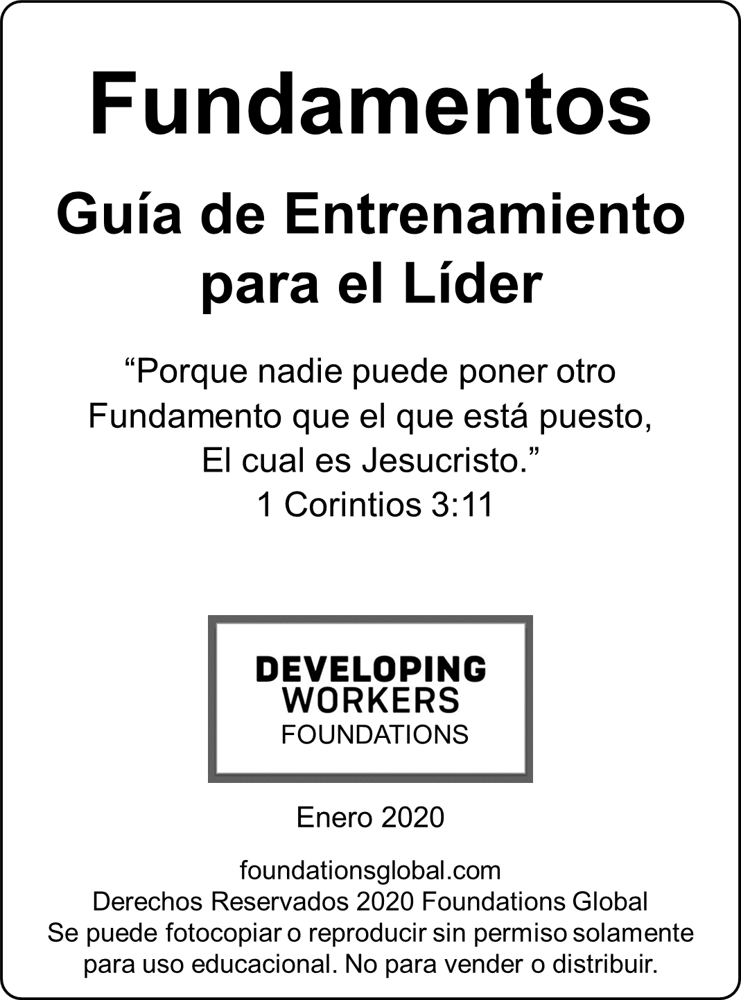 Fundamentos
Guía de Entrenamiento
para el Líder
“Porque nadie puede poner otro
Fundamento que el que está puesto,
El cual es Jesucristo.”
1 Corintios 3:11
DEVELOPING
WORKERS
FOUNDATIONS
Enero 2020
foundationsglobal.com
Derechos Reservados 2020 Foundations Global
Se puede fotocopiar o reproducir sin permiso solamente
para uso educacional. No para vender o distribuir.